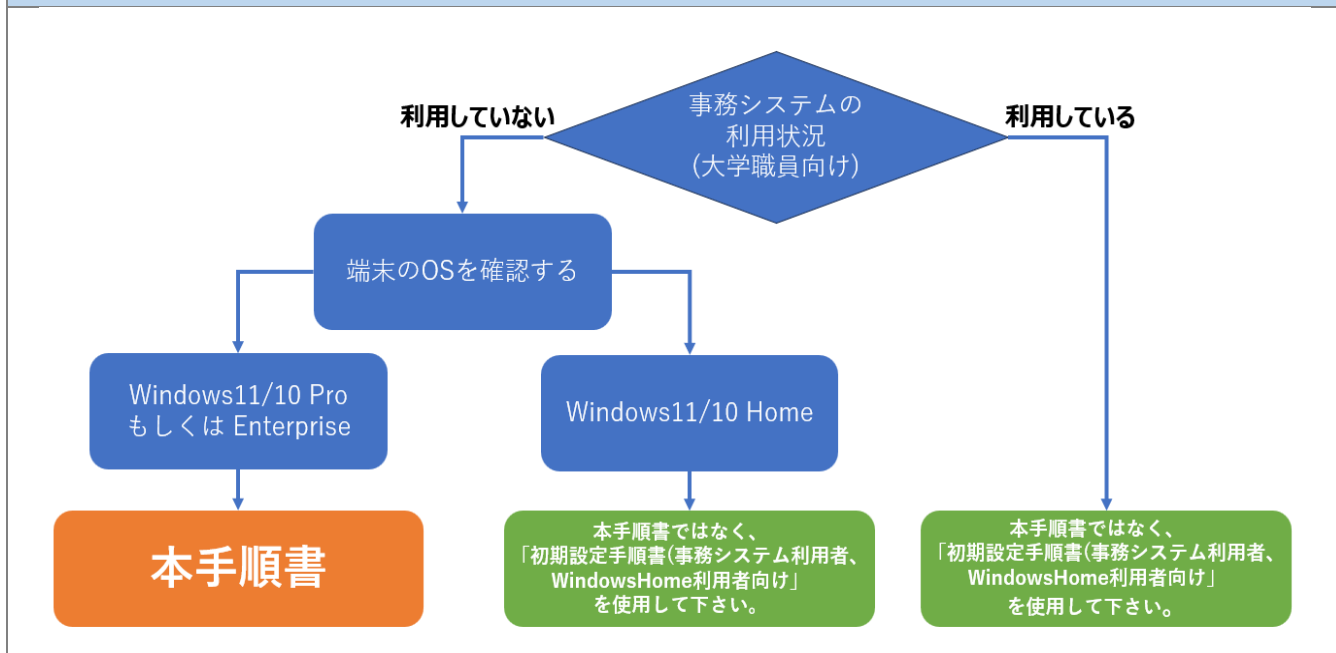 事務システムの
利用状況
(大学職員向け)
利用していない
利用している
端末のOSを確認する
Windows11/10 Pro
もしくは Enterprise
Windows11/10 Home
本手順書
本手順書ではなく、
「初期設定手順書(事務システム利用者、
WindowsHome利用者向け」
を使用して下さい。
本手順書ではなく、
「初期設定手順書(事務システム利用者、
WindowsHome利用者向け」
を使用して下さい。